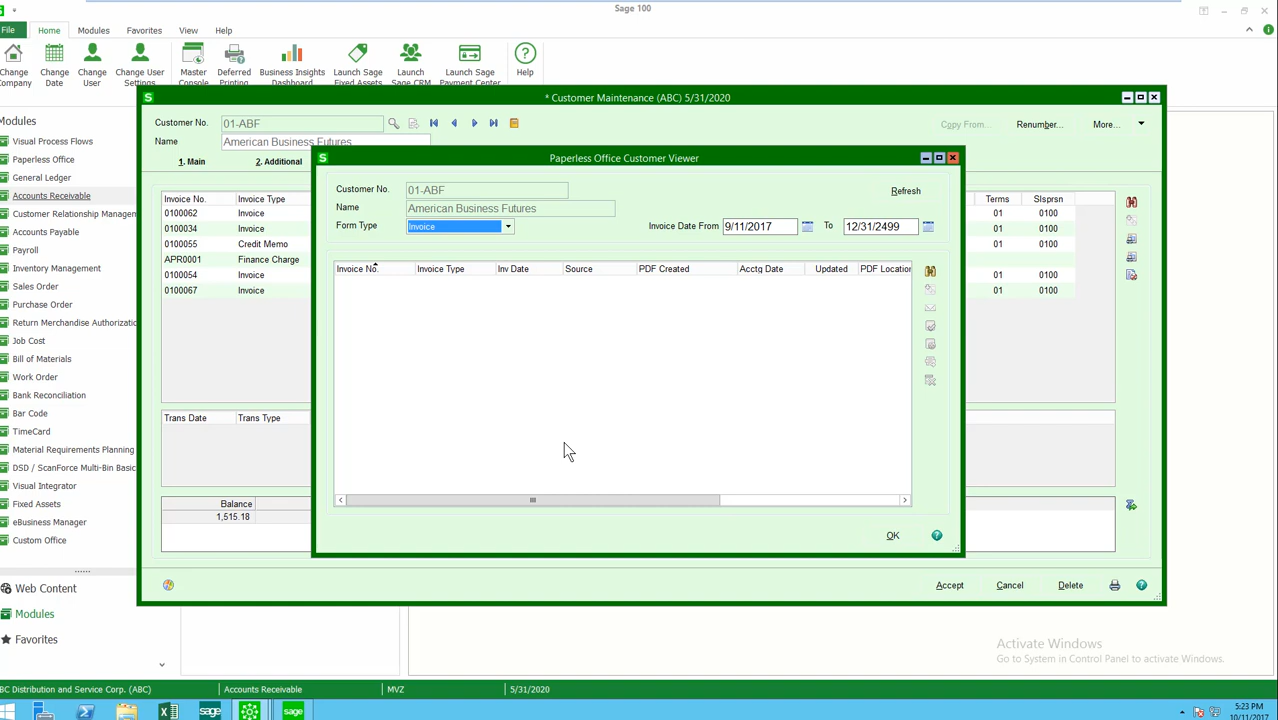 Sage 100
File Home Modules Favorites View Help
Change Company
Change Date
Change User
Change User Settings
Master Console
Deferred Printing
Business Insights Dashboard
Launch Sage Fixed Assets
Launch Sage CRM
Launch Sage Payment Center
Help
* Customer Maintenance (ABC) 5/31/2020
Modules
Visual Process Flows
Paperless Office
General Ledger
Accounts Receivable
Customer Relationship Managem
Accounts Payable
Payroll
Inventory Management
Sales Order
Purchase Order
Return Merchandise Authorizatic
Job Cost
Bill of Materials
Work Order
Bank Reconciliation
Bar Code
TimeCard
Material Requirements Planning
DSD / ScanForce Multi-Bin Basic
Visual Integrator
Fixed Assets
eBusiness Manager
Custom Office
Web Content
Modules
Favorites
Customer No. 01-ABF
Copy From... Renumber... More...
Name American Business Futures
1. Main 2. Additional
Invoice No. Invoice Type Terms Slsprsn
0100062 Invoice 01 0100
0100034 Invoice 01 0100
0100055 Credit Memo 01 0100
APR0001 Finance Charge
0100054 Invoice 01 0100
0100067 Invoice 01 0100
Trans Date Trans Type
Balance
1,515.18
Accept Cancel Delete
Paperless Office Customer Viewer
Customer No. 01-ABF
Refresh
Name American Business Futures
Form Type Invoice Invoice Date From 9/11/2017 To 12/31/2499
Invoice No. Invoice Type Inv Date Source PDF Created Acctg Date Updated PDF Location
OK
Activate Windows
Go to System in Control Panel to activate Windows.
BC Distribution and Service Corp. (ABC) Accounts Receivable MVZ 5/31/2020
sage sage
5:23 PM
10/11/2017